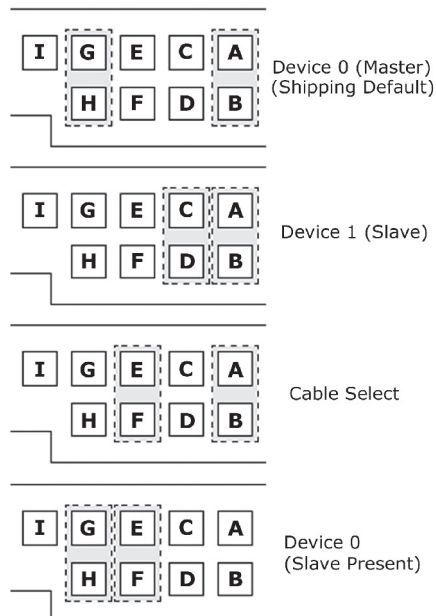 I G E C A
H F D B
Device 0 (Master)
(Shipping Default)
I G E C A
H F D B
Device 1 (Slave)
I G E C A
H F D B
Cable Select
I G E C A
H F D B
Device 0
(Slave Present)